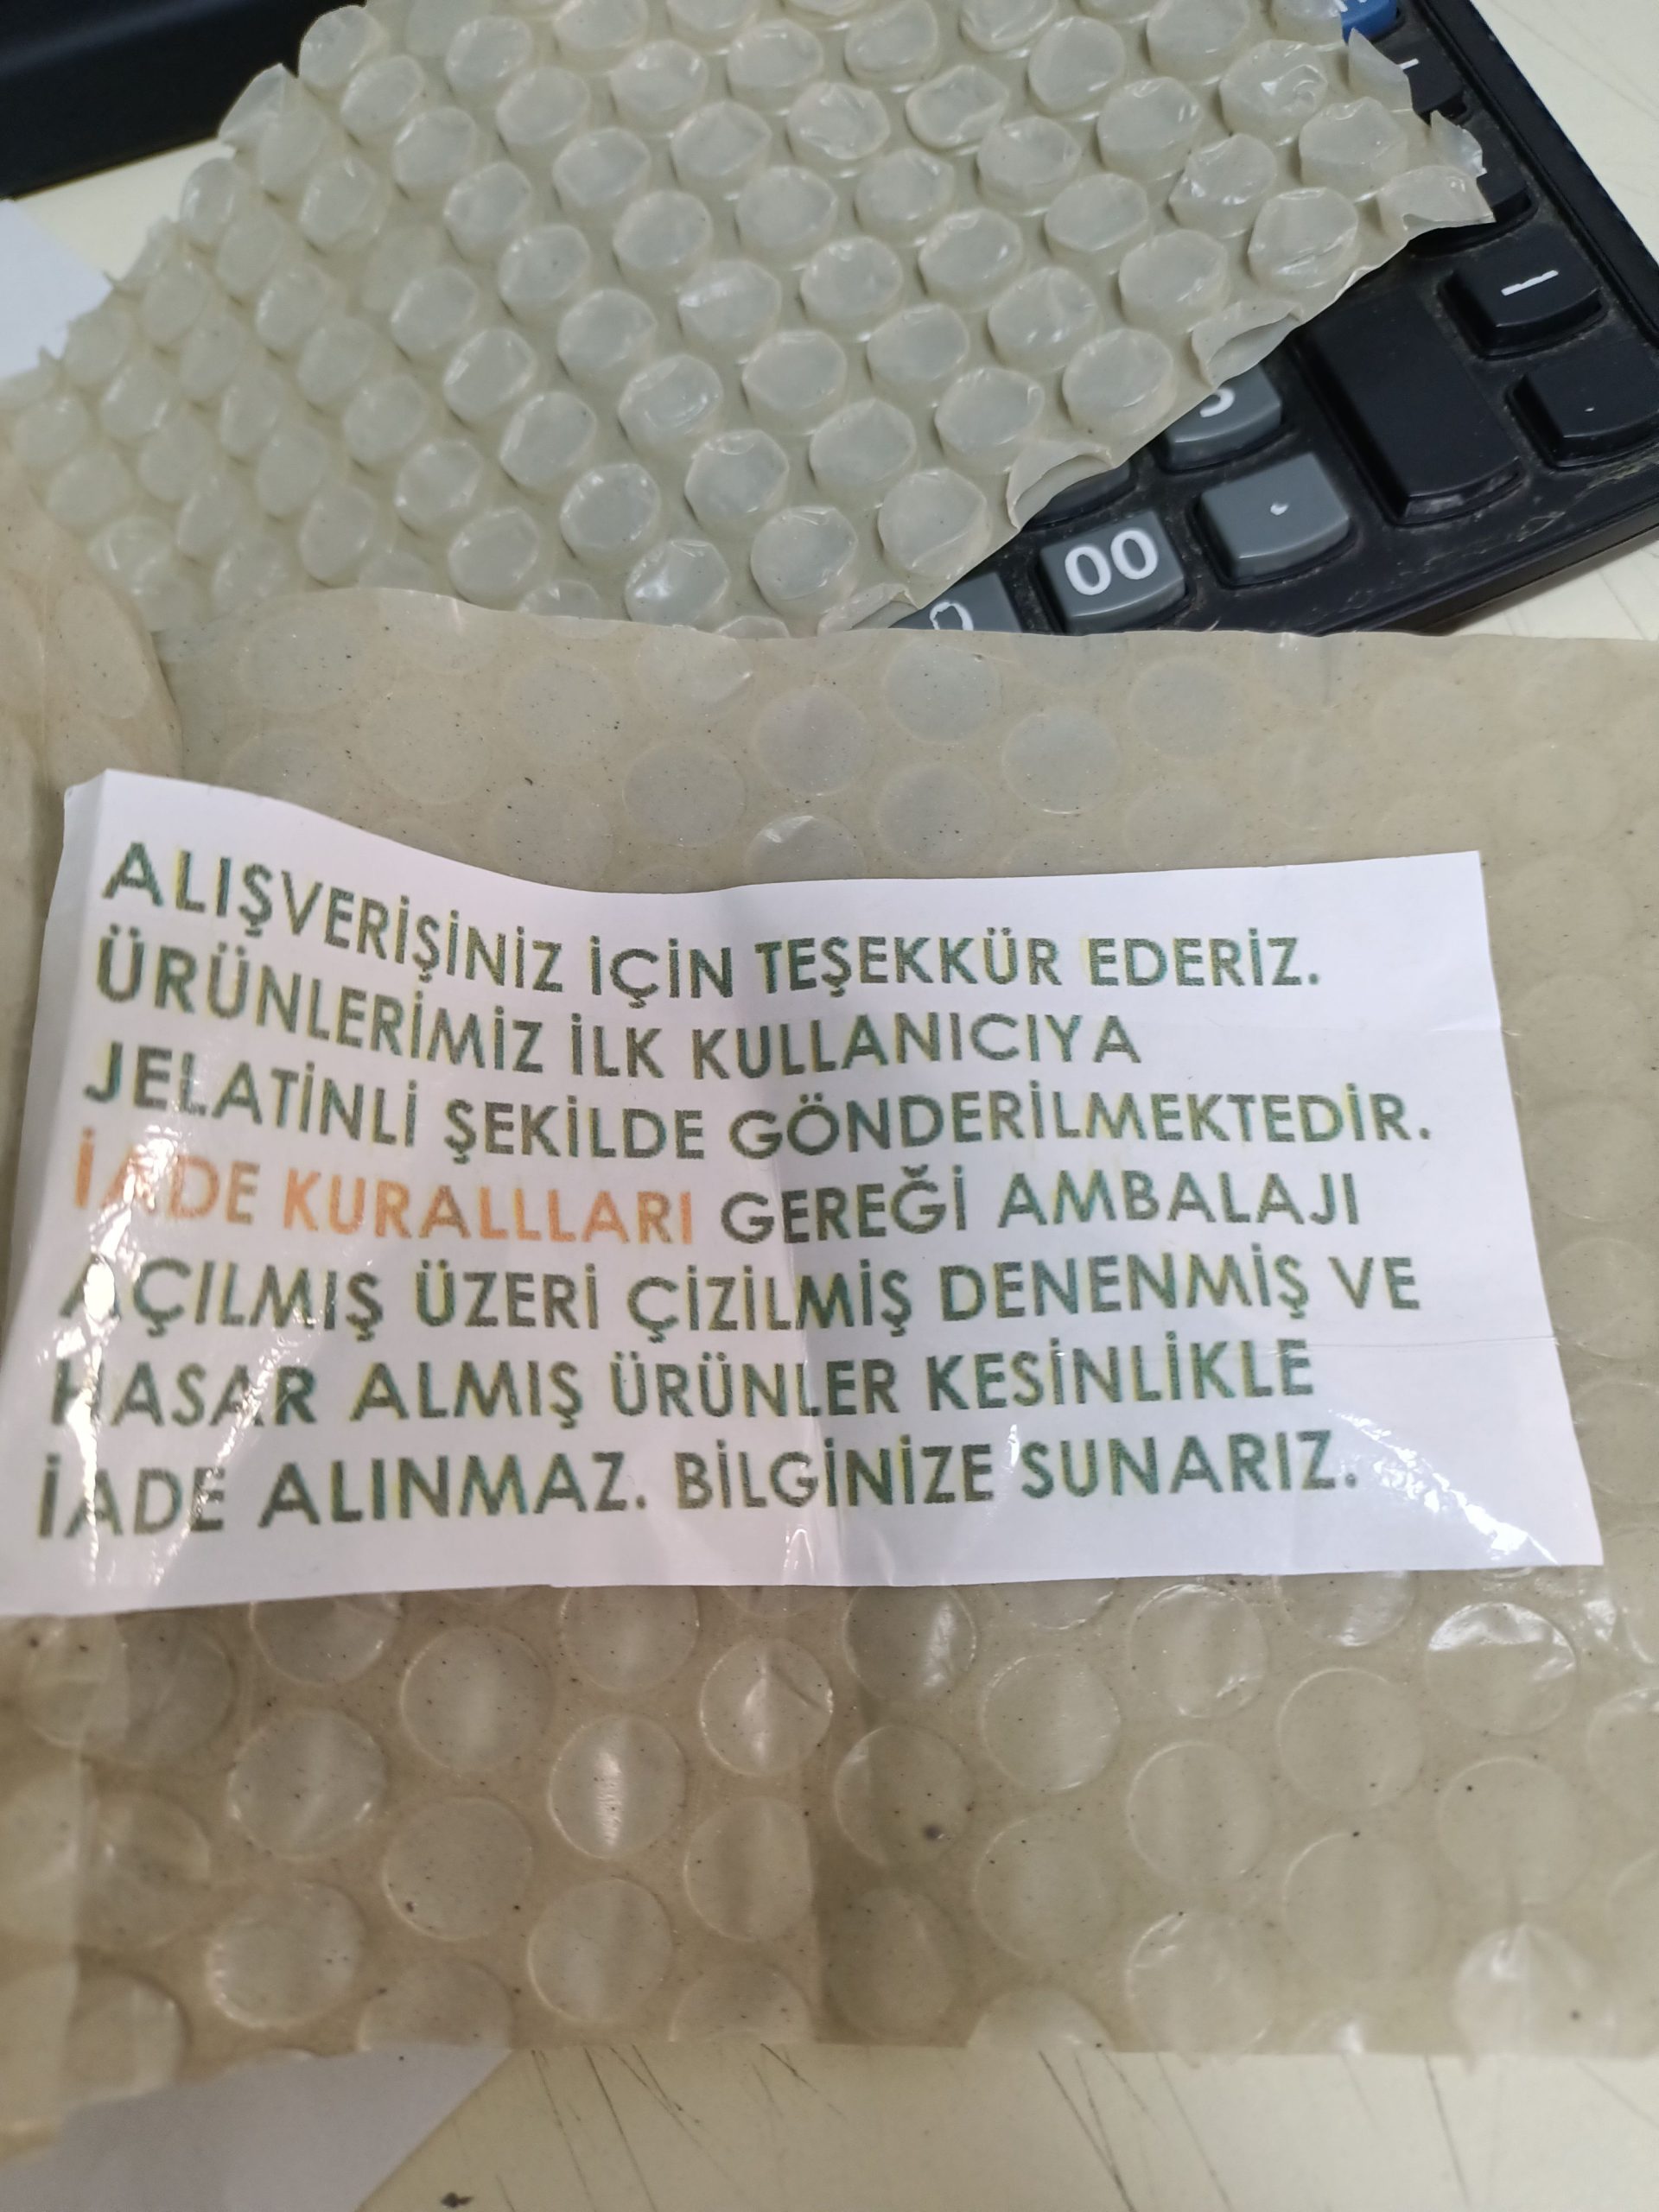 00
ALIŞVERİŞİNİZ İÇİN TEŞEKKÜR EDERİZ.
ÜRÜNLERİMİZ İLK KULLANICIYA
JELATİNLİ ŞEKİLDE GÖNDERİLMEKTEDİR.
İADE KURALLLARI GEREĞİ AMBALAJI
AÇILMIŞ ÜZERİ ÇİZİLMİŞ DENENMİŞ VE
HASAR ALMIŞ ÜRÜNLER KESİNLİKLE
İADE ALINMAZ. BİLGİNİZE SUNARIZ.